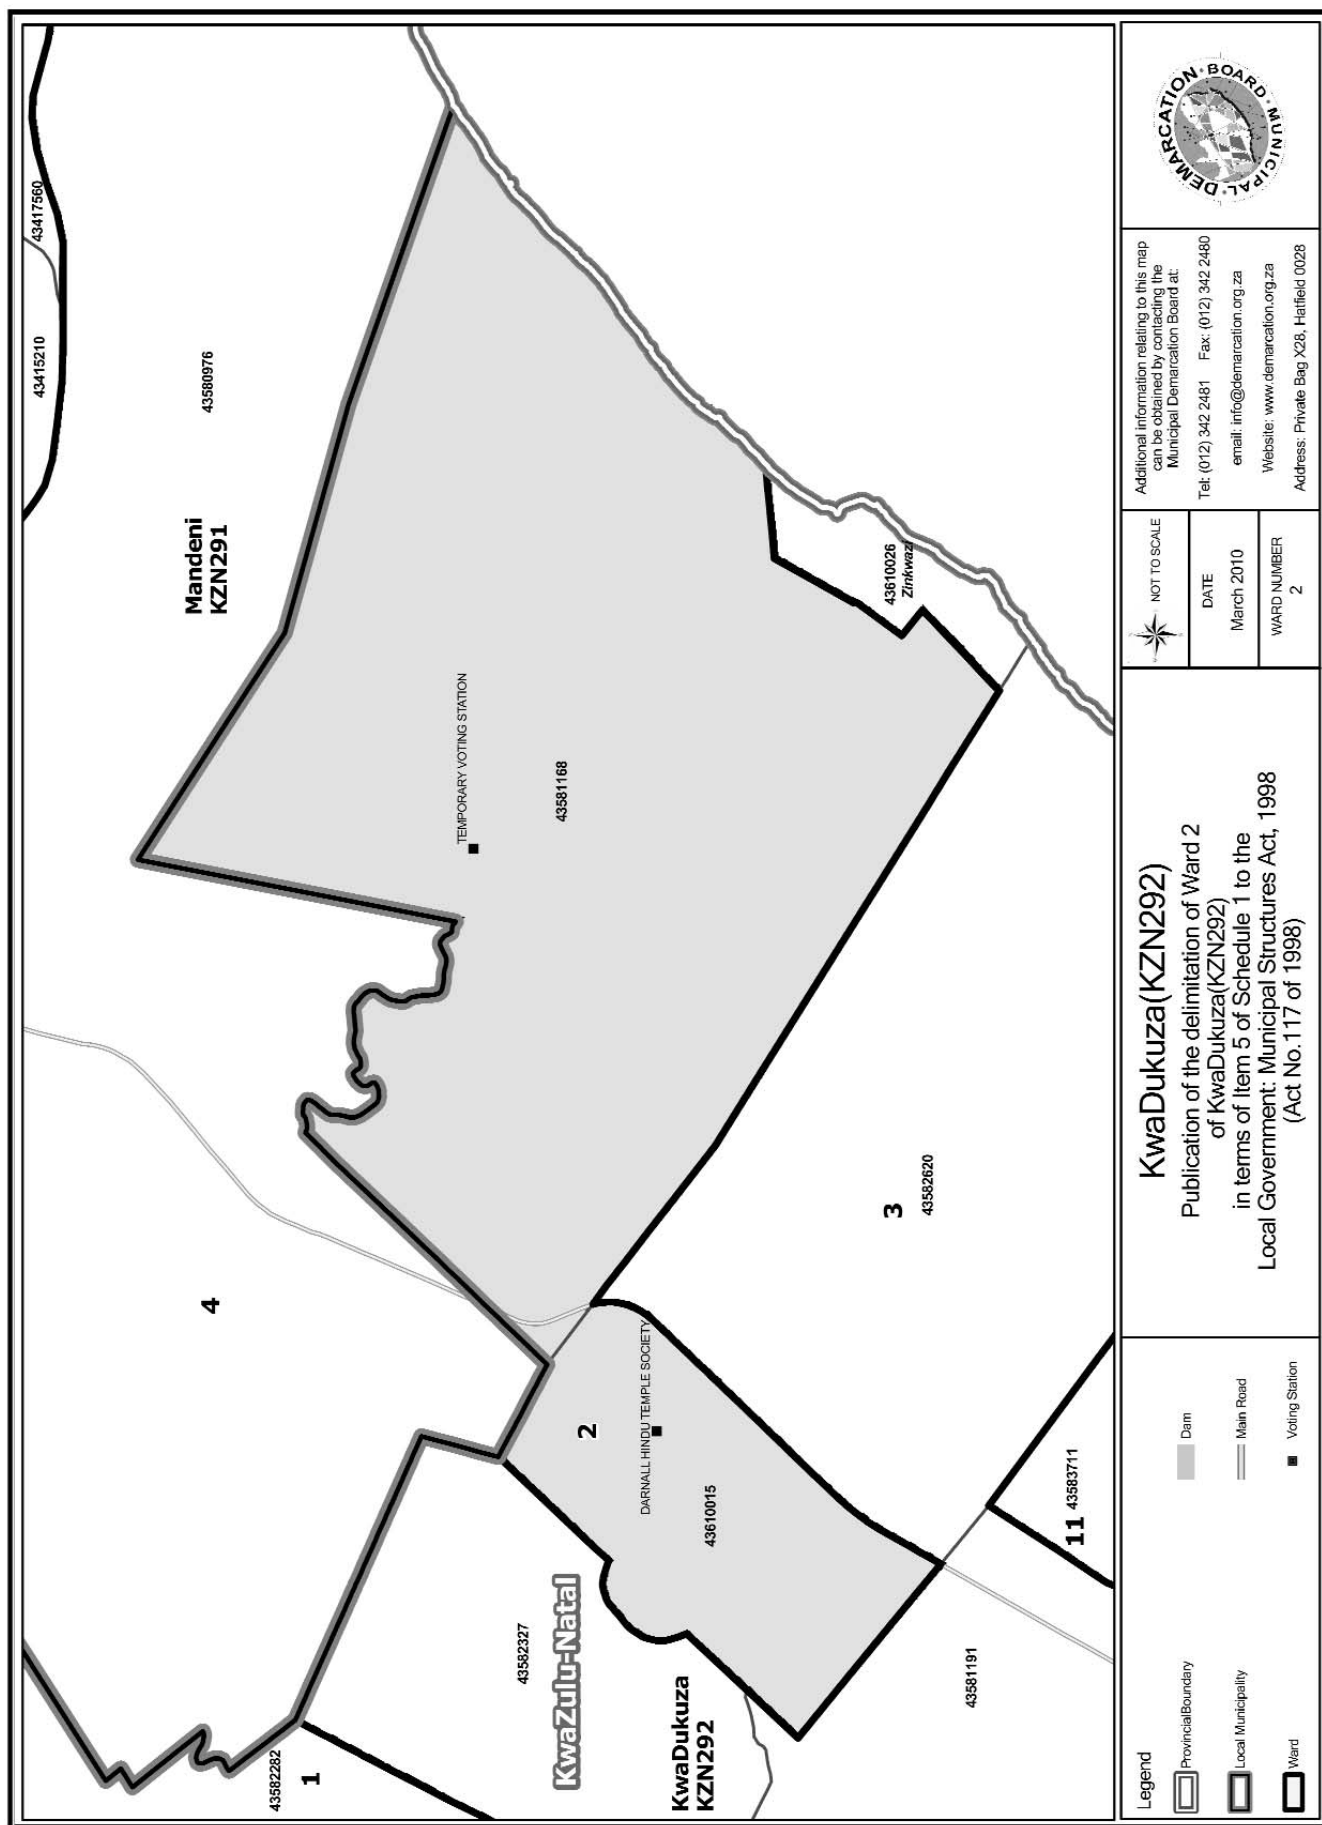 43417560
43415210
43580976
Mandeni
KZN291
TEMPORARY VOTING STATION
43581168
43610026
Zinkwazi
4
3
43582620
2
DARNALL HINDU TEMPLE SOCIETY
43610015
11
43583711
43582327
KwaZulu-Natal
KwaDukuza
KZN292
43581191
43582282
1
Legend
ProvincialBoundary
Local Municipality
Ward
Dam
Main Road
Voting Station
KwaDukuza(KZN292)
Publication of the delimitation of Ward 2
of KwaDukuza(KZN292)
in terms of Item 5 of Schedule 1 to the
Local Government: Municipal Structures Act, 1998
(Act No.117 of 1998)
NOT TO SCALE
DATE
March 2010
WARD NUMBER
2
Additional information relating to this map
can be obtained by contacting the
Municipal Demarcation Board at:
Tel: (012) 342 2481 Fax: (012) 342 2480
email: info@demarcation.org.za
Website: www.demarcation.org.za
Address: Private Bag X28, Hatfield 0028
MUNICIPAL · DEMARCATION · BOARD ·